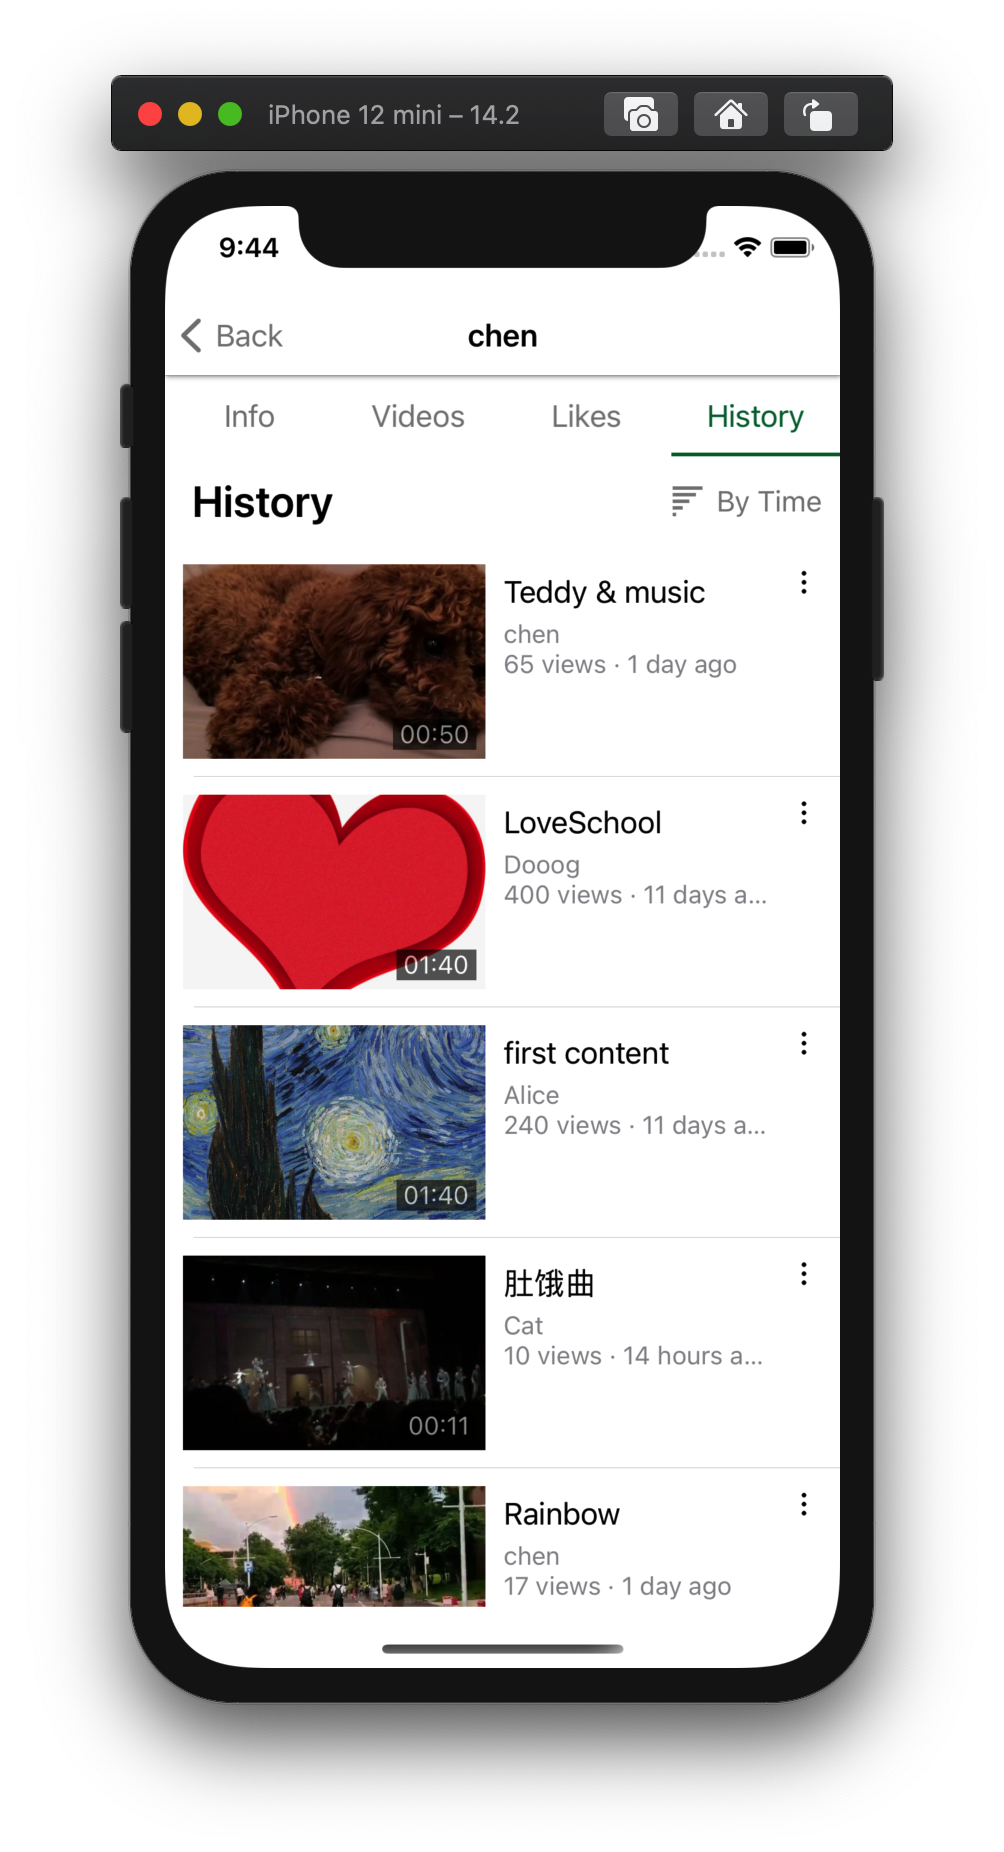 iPhone 12 mini – 14.2
9:44
Back
chen
Info
Videos
Likes
History
History
By Time
00:50
Teddy & music
chen
65 views · 1 day ago
01:40
LoveSchool
Dooog
400 views · 11 days a...
01:40
first content
Alice
240 views · 11 days a...
00:11
肚饿曲
Cat
10 views · 14 hours a...
Rainbow
chen
17 views · 1 day ago